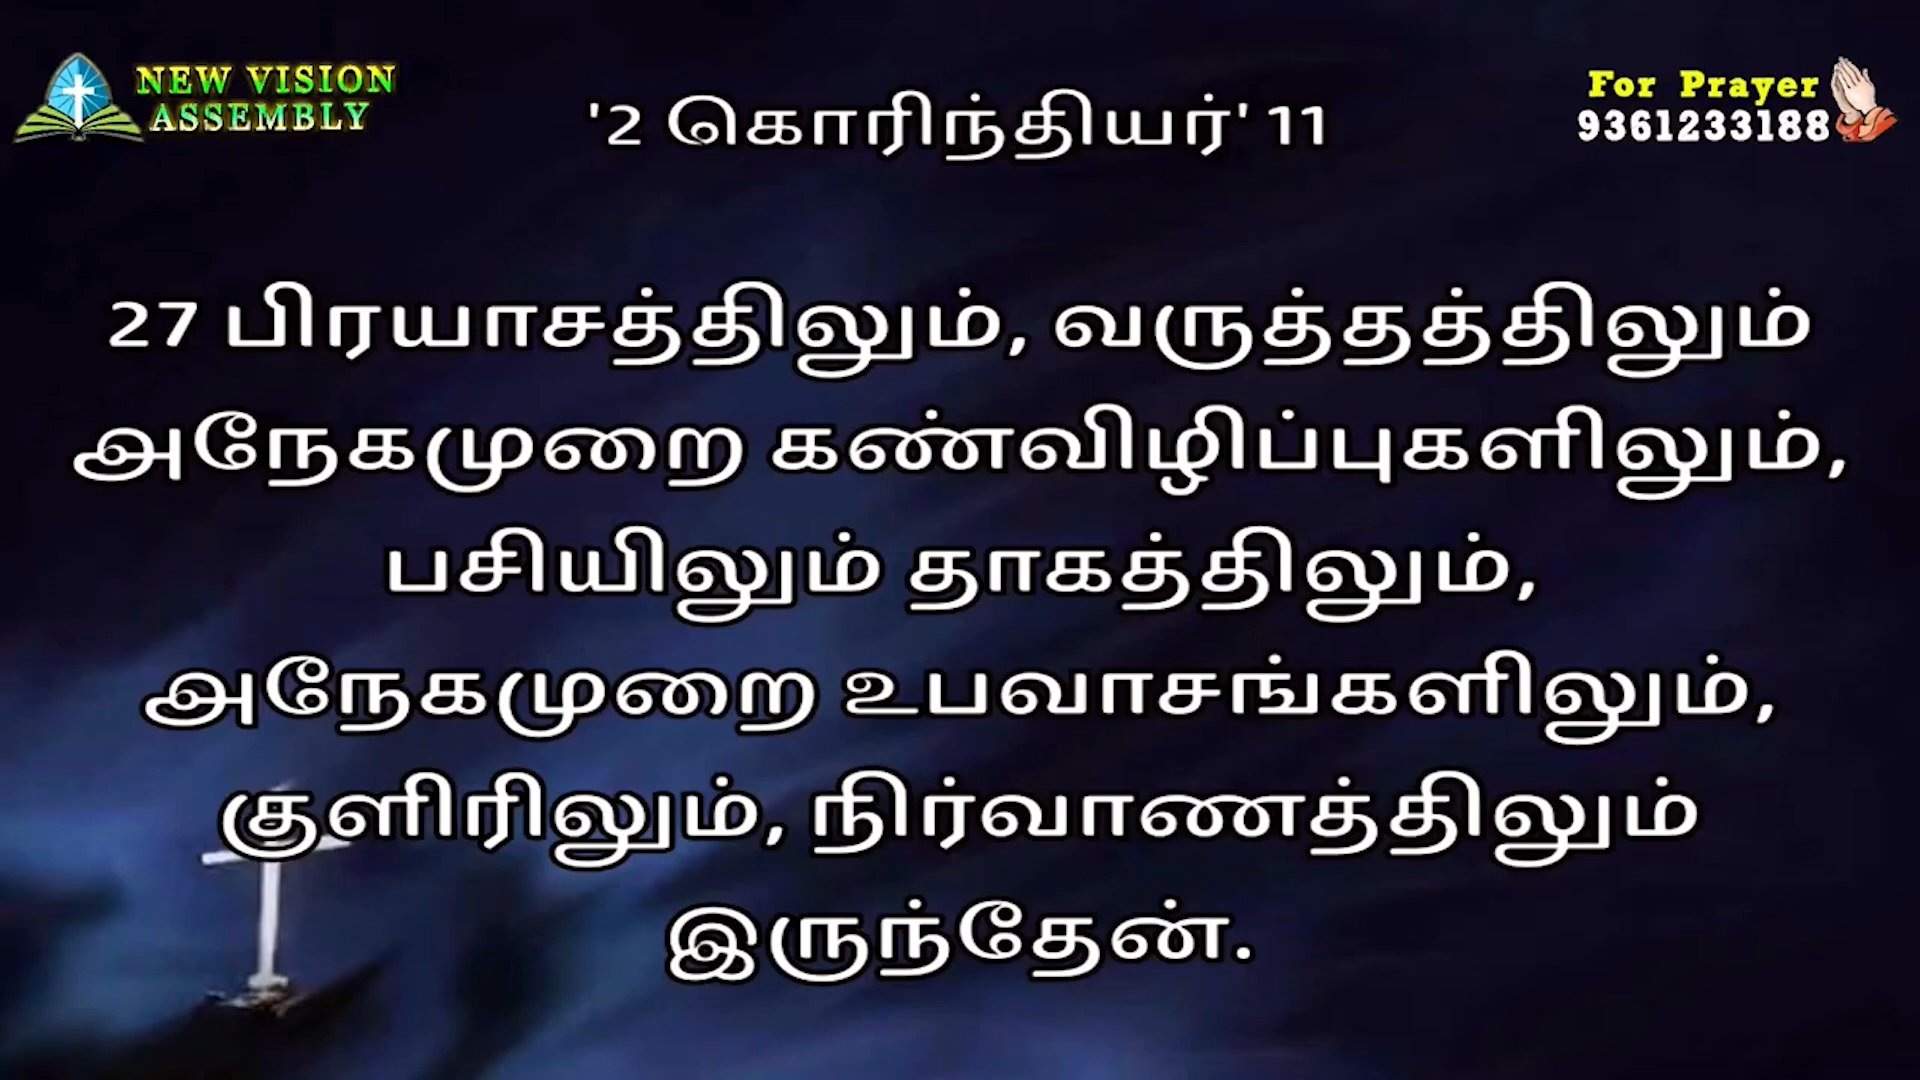 NEW VISION
ASSEMBLY
'2 கொரிந்தியர்' 11
For Prayer
9361233188
27 பிரயாசத்திலும், வருத்தத்திலும்
அநேகமுறை கண்விழிப்புகளிலும்,
பசியிலும் தாகத்திலும்,
அநேகமுறை உபவாசங்களிலும்,
குளிரிலும், நிர்வாணத்திலும்
இருந்தேன்.